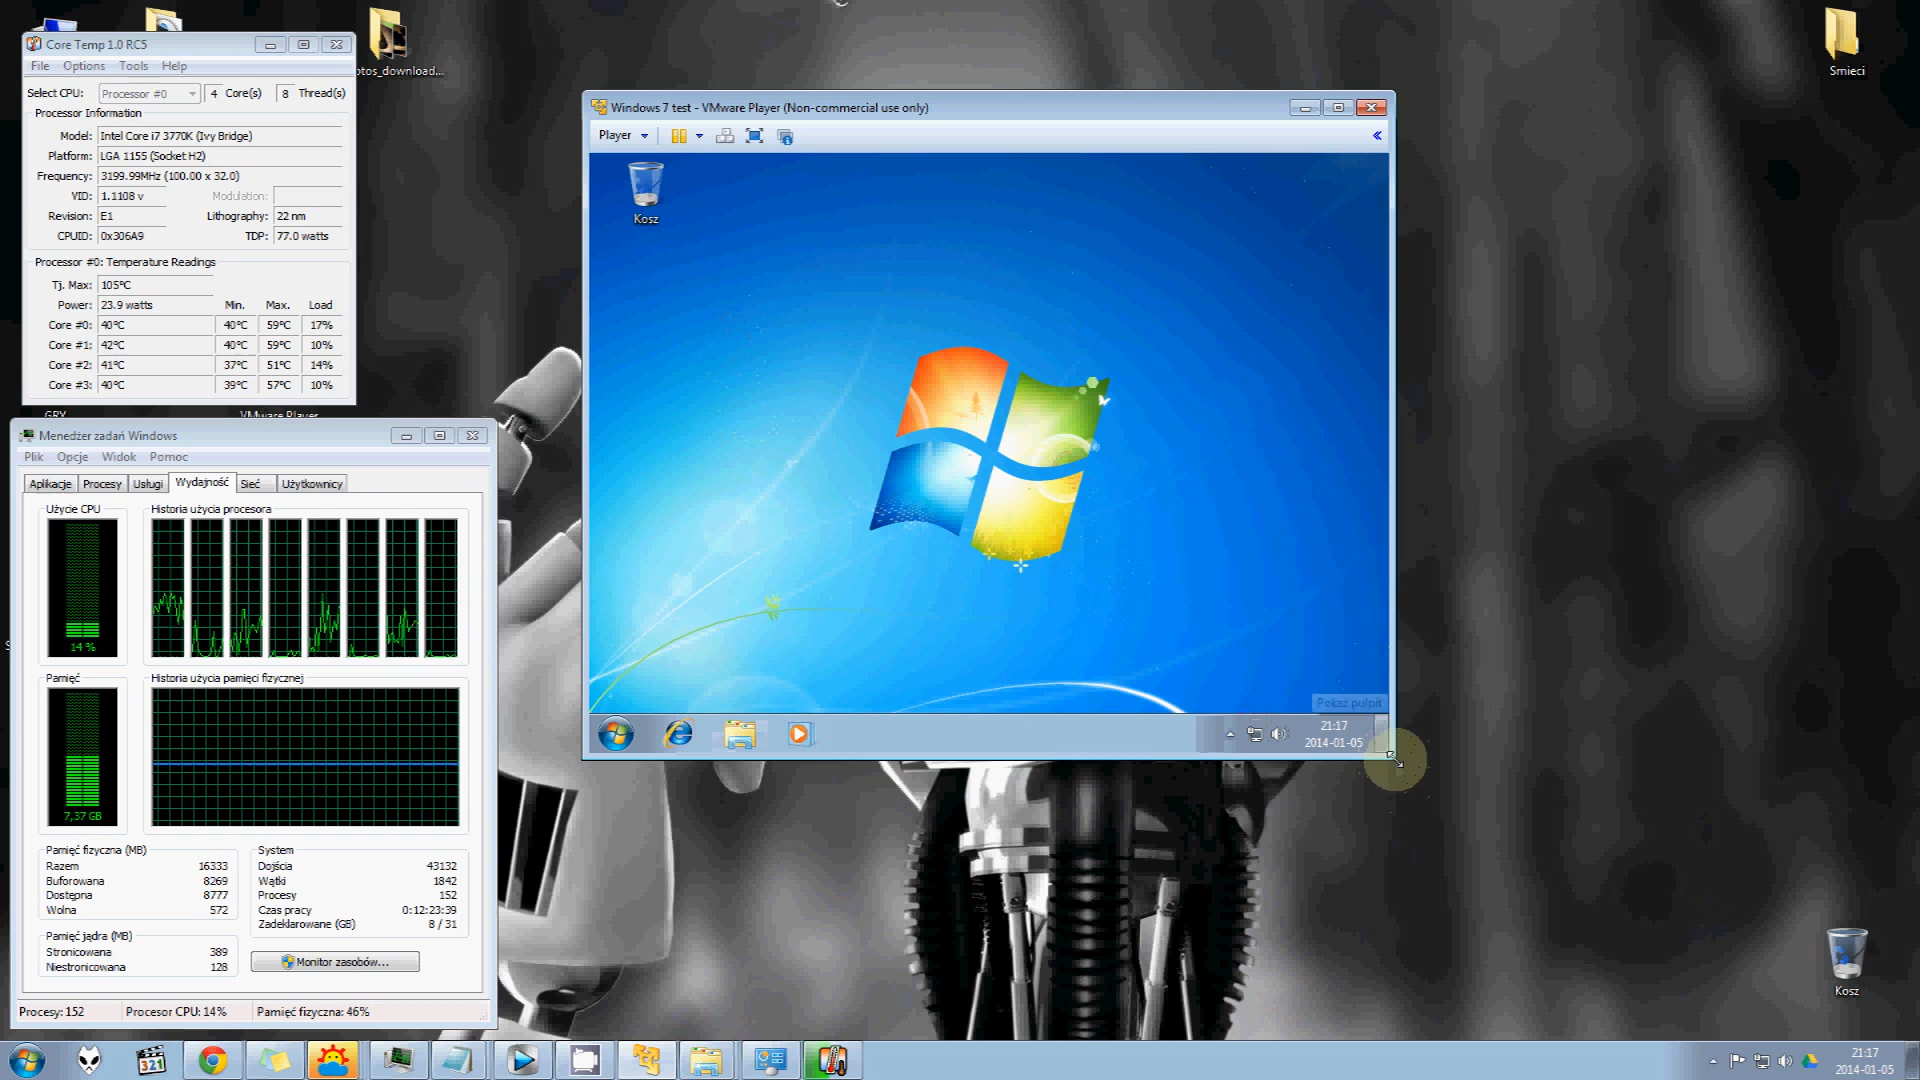 Core Temp 1.0 RC5
File Options Tools Help
Select CPU: Processor #0 4 Core(s) 8 Thread(s)
Processor Information
Model: Intel Core i7 3770K (Ivy Bridge)
Platform: LGA 1155 (Socket H2)
Frequency: 3199.99MHz (100.00 x 32.0)
VID: 1.1108 v Modulation:
Revision: E1 Lithography: 22 nm
CPUID: 0x306A9 TDP: 77.0 watts
Processor #0: Temperature Readings
Tj. Max: 105°C
Power: 23.9 watts Min. Max. Load
Core #0: 40°C 40°C 59°C 17%
Core #1: 42°C 40°C 59°C 10%
Core #2: 41°C 37°C 51°C 14%
Core #3: 40°C 39°C 57°C 10%
otos_download...
GRY
VMware Player
Menedżer zadań Windows
Plik Opcje Widok Pomoc
Aplikacje Procesy Usługi Wydajność Sieć Użytkownicy
Użycie CPU
14 %
Historia użycia procesora
Pamięć
7,37 GB
Historia użycia pamięci fizycznej
Pamięć fizyczna (MB)
Razem 16333
Buforowana 8269
Dostępna 8777
Wolna 572
System
Dojścia 43132
Wątki 1842
Procesy 152
Czas pracy 0:12:23:39
Zadeklarowane (GB) 8 / 31
Pamięć jądra (MB)
Stronicowana 389
Niestronicowana 128
Monitor zasobów...
Procesy: 152 Procesor CPU: 14% Pamięć fizyczna: 46%
Windows 7 test - VMware Player (Non-commercial use only)
Player
Kosz
Pokaż pulpit
21:17
2014-01-05
Smieci
Kosz
321
21:17
2014-01-05